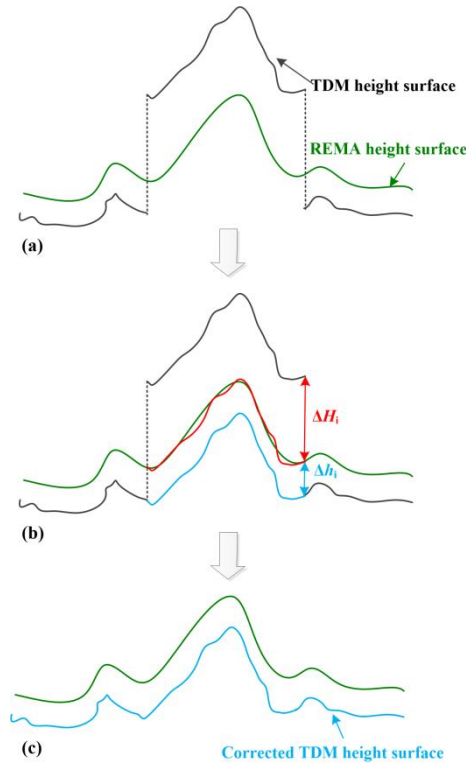 TDM height surface
REMA height surface
(a)
ΔHi
Δhi
(b)
(c)
Corrected TDM height surface